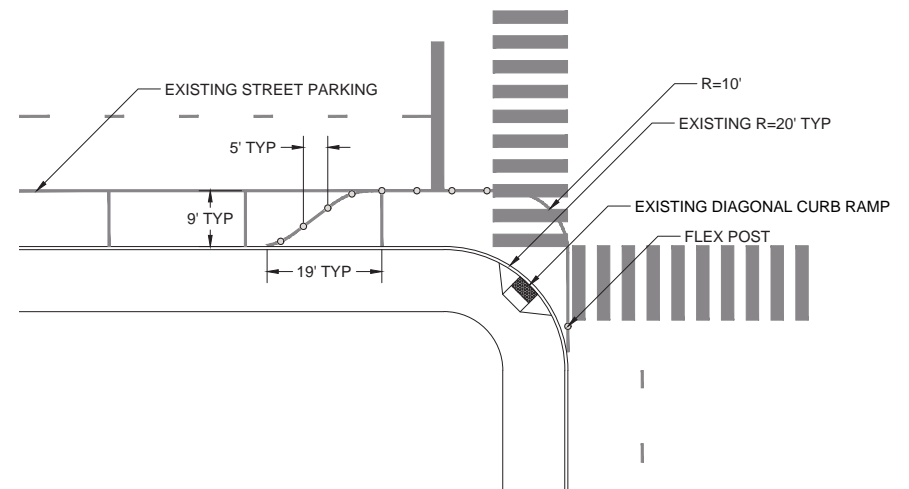 R=10'
EXISTING STREET PARKING
EXISTING R=20' TYP
5' TYP
EXISTING DIAGONAL CURB RAMP
9' TYP
FLEX POST
19' TYP